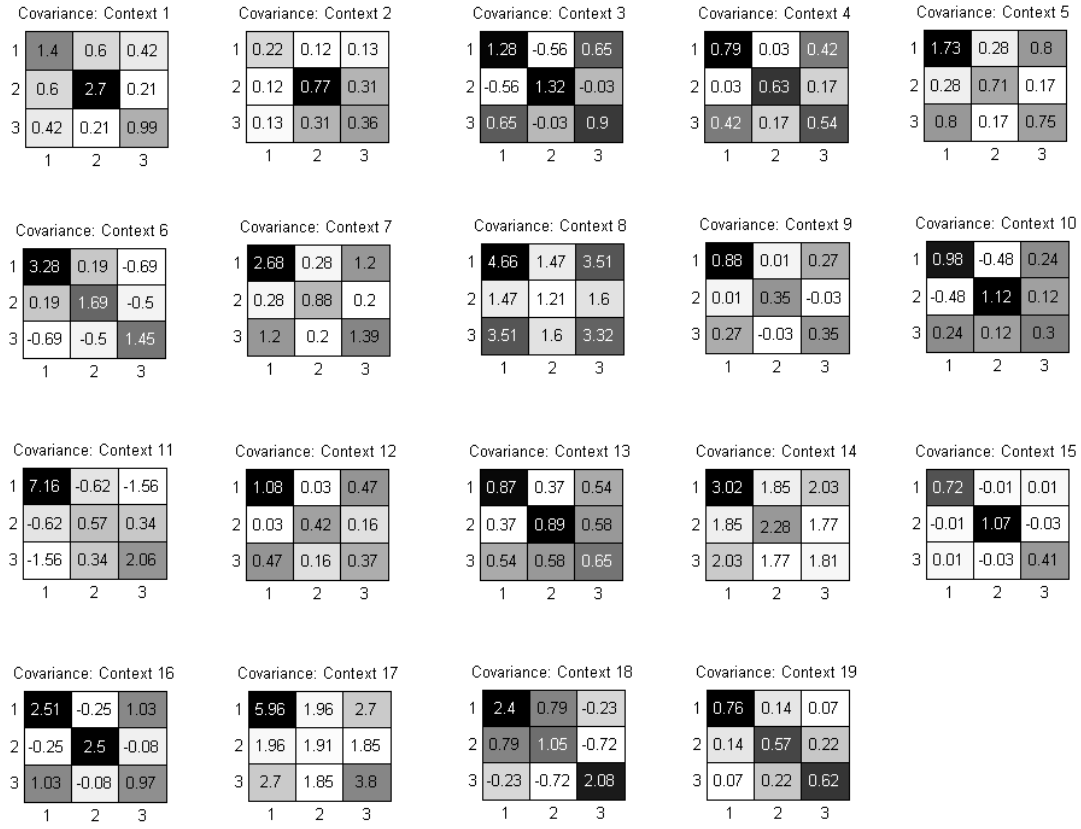 Covariance: Context 1
1 1.4 0.6 0.42
2 0.6 2.7 0.21
3 0.42 0.21 0.99
1 2 3
Covariance: Context 2
1 0.22 0.12 0.13
2 0.12 0.77 0.31
3 0.13 0.31 0.36
1 2 3
Covariance: Context 3
1 1.28 -0.56 0.65
2 -0.56 1.32 -0.03
3 0.65 -0.03 0.9
1 2 3
Covariance: Context 4
1 0.79 0.03 0.42
2 0.03 0.63 0.17
3 0.42 0.17 0.54
1 2 3
Covariance: Context 5
1 1.73 0.28 0.8
2 0.28 0.71 0.17
3 0.8 0.17 0.75
1 2 3
Covariance: Context 6
1 3.28 0.19 -0.69
2 0.19 1.69 -0.5
3 -0.69 -0.5 1.45
1 2 3
Covariance: Context 7
1 2.68 0.28 1.2
2 0.28 0.88 0.2
3 1.2 0.2 1.39
1 2 3
Covariance: Context 8
1 4.66 1.47 3.51
2 1.47 1.21 1.6
3 3.51 1.6 3.32
1 2 3
Covariance: Context 9
1 0.88 0.01 0.27
2 0.01 0.35 -0.03
3 0.27 -0.03 0.35
1 2 3
Covariance: Context 10
1 0.98 -0.48 0.24
2 -0.48 1.12 0.12
3 0.24 0.12 0.3
1 2 3
Covariance: Context 11
1 7.16 -0.62 -1.56
2 -0.62 0.57 0.34
3 -1.56 0.34 2.06
1 2 3
Covariance: Context 12
1 1.08 0.03 0.47
2 0.03 0.42 0.16
3 0.47 0.16 0.37
1 2 3
Covariance: Context 13
1 0.87 0.37 0.54
2 0.37 0.89 0.58
3 0.54 0.58 0.65
1 2 3
Covariance: Context 14
1 3.02 1.85 2.03
2 1.85 2.28 1.77
3 2.03 1.77 1.81
1 2 3
Covariance: Context 15
1 0.72 -0.01 0.01
2 -0.01 1.07 -0.03
3 0.01 -0.03 0.41
1 2 3
Covariance: Context 16
1 2.51 -0.25 1.03
2 -0.25 2.5 -0.08
3 1.03 -0.08 0.97
1 2 3
Covariance: Context 17
1 5.96 1.96 2.7
2 1.96 1.91 1.85
3 2.7 1.85 3.8
1 2 3
Covariance: Context 18
1 2.4 0.79 -0.23
2 0.79 1.05 -0.72
3 -0.23 -0.72 2.08
1 2 3
Covariance: Context 19
1 0.76 0.14 0.07
2 0.14 0.57 0.22
3 0.07 0.22 0.62
1 2 3